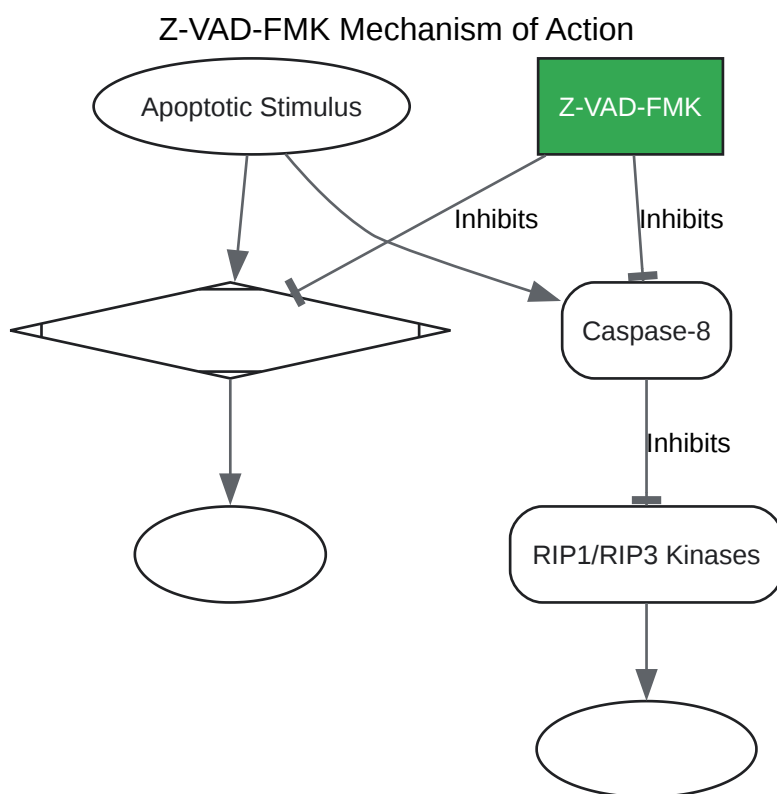 Z-VAD-FMK Mechanism of Action
Apoptotic Stimulus
Z-VAD-FMK
Inhibits
Inhibits
Caspase-8
Inhibits
RIP1/RIP3 Kinases